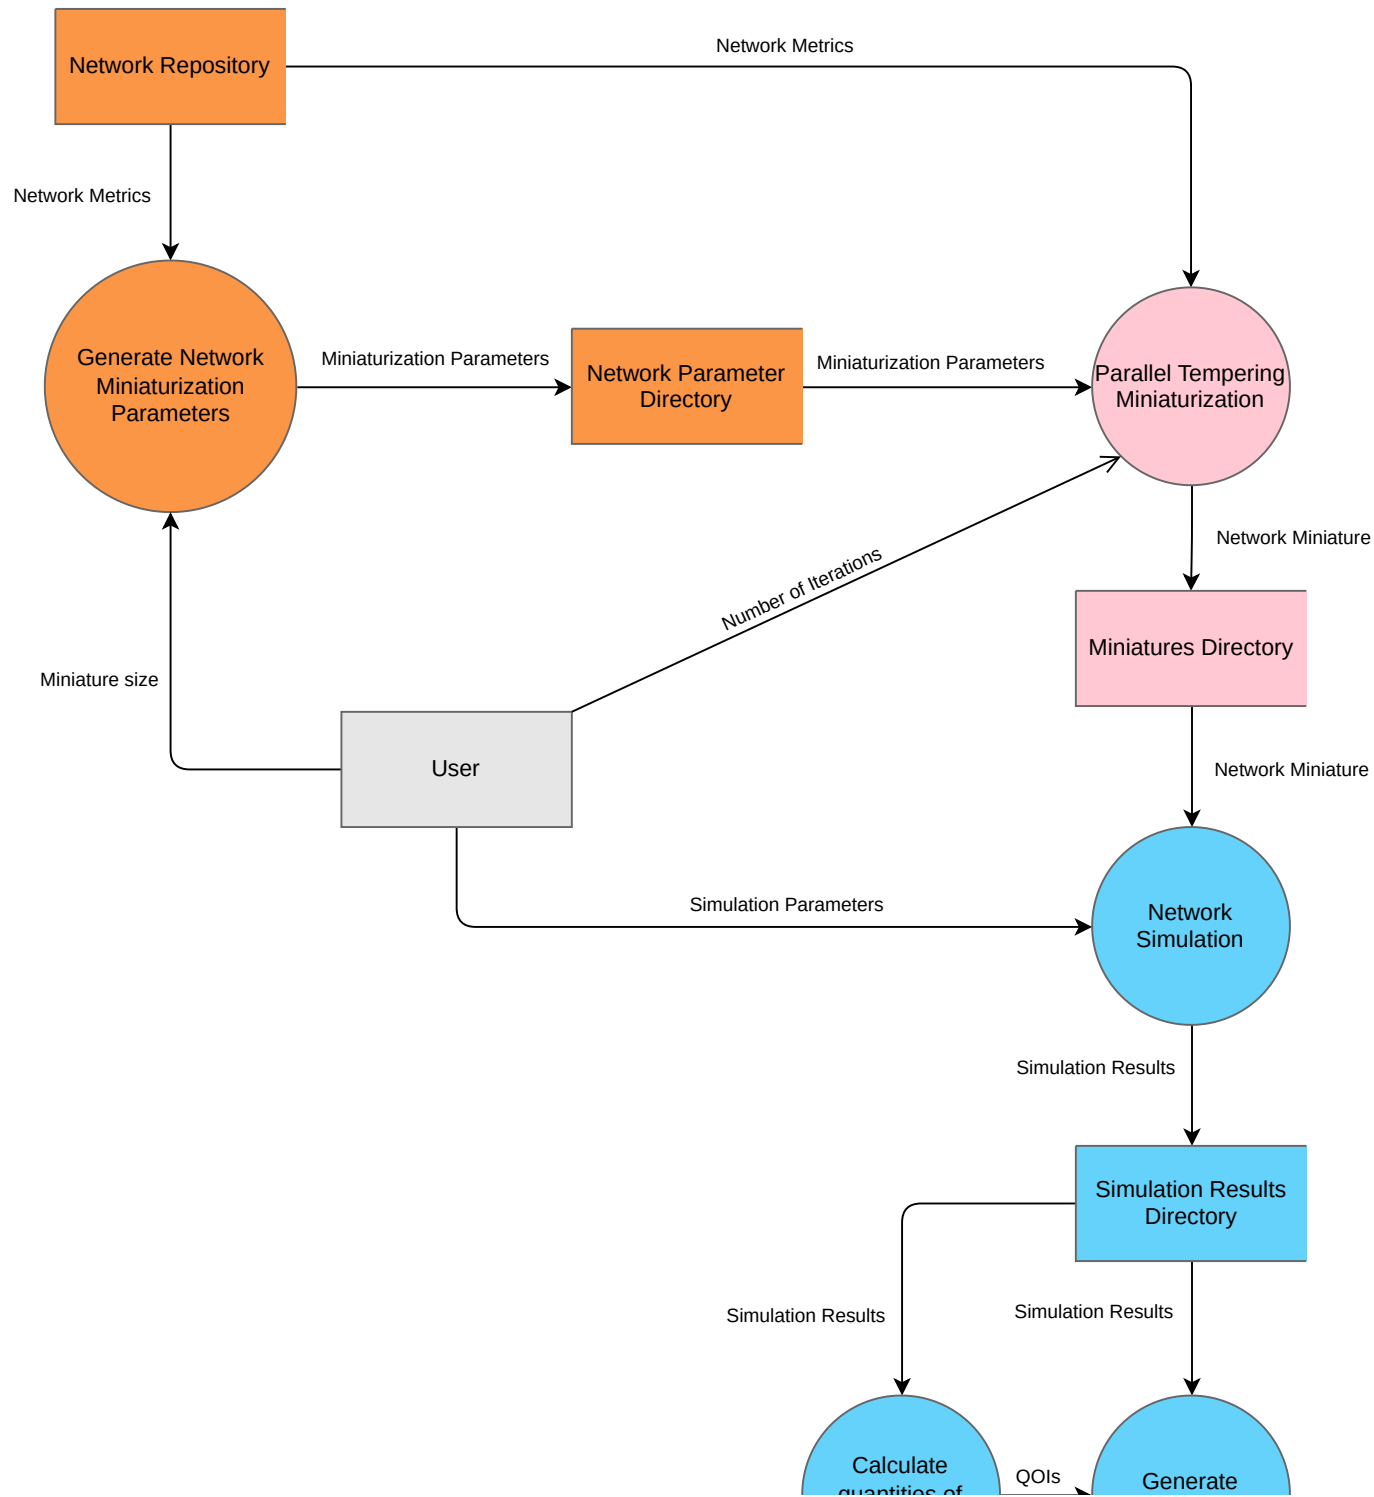 Network Metrics
Network Repository
Network Metrics
Generate Network
Miniaturization
Parameters
Miniaturization Parameters
Network Parameter
Directory
Miniaturization Parameters
Parallel Tempering
Miniaturization
Number of Iterations
Network Miniature
Miniatures Directory
Miniature size
User
Network Miniature
Simulation Parameters
Network
Simulation
Simulation Results
Simulation Results
Directory
Simulation Results
Simulation Results
Calculate
quantities of
QOIs
Generate